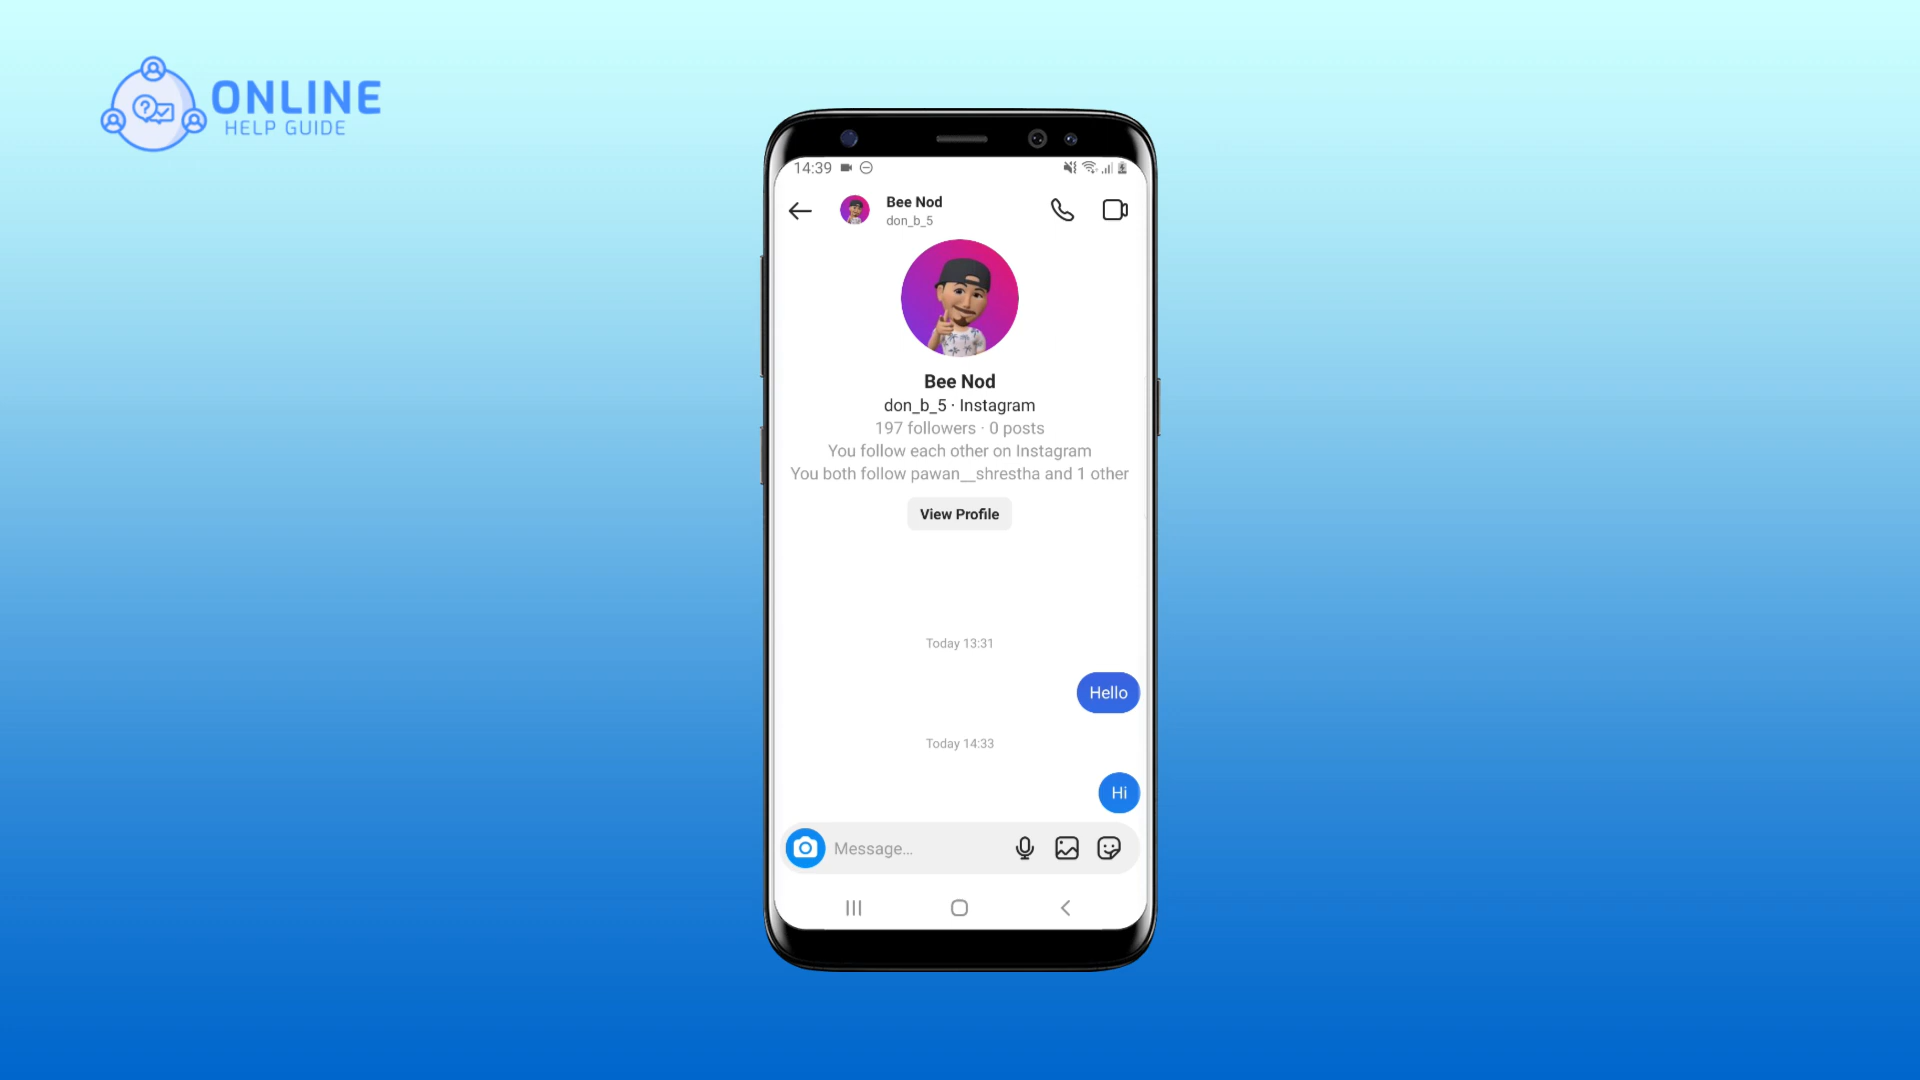 ONLINE
HELP GUIDE
14:39
Bee Nod
don_b_5
Bee Nod
don_b_5 · Instagram
197 followers · 0 posts
You follow each other on Instagram
You both follow pawan__shrestha and 1 other
View Profile
Today 13:31
Hello
Today 14:33
Hi
Message...